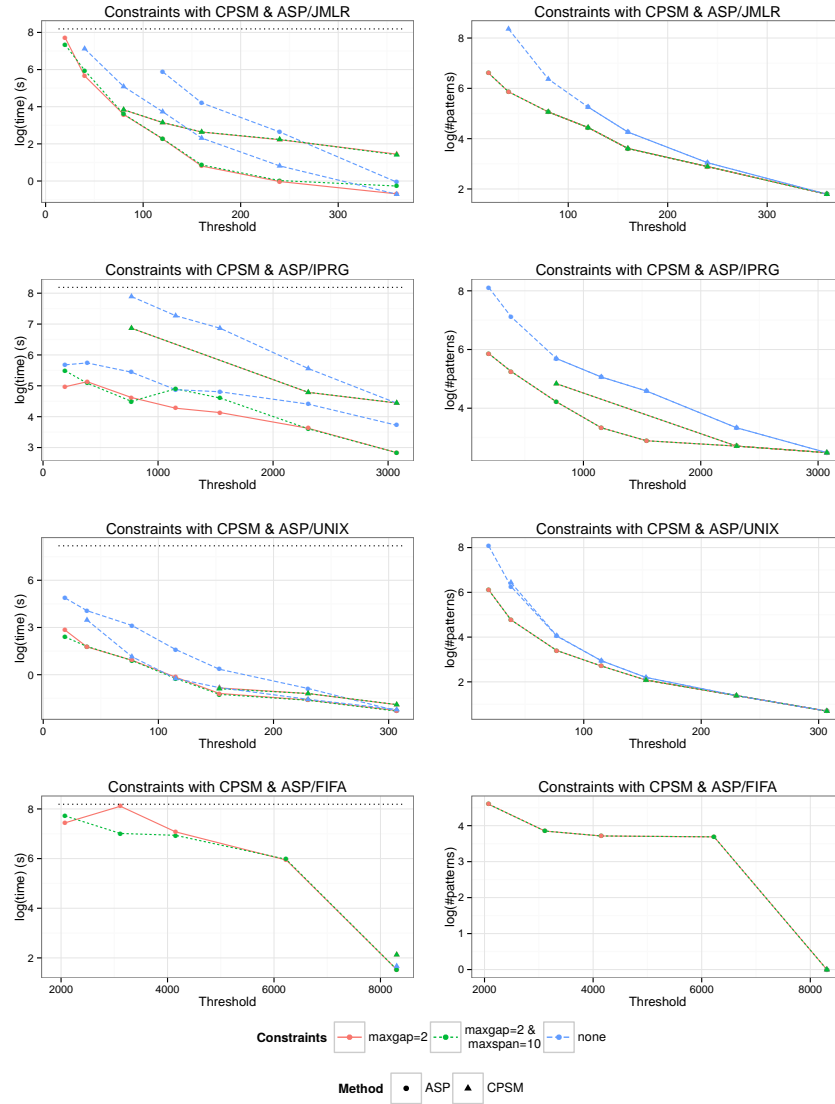 Constraints with CPSM & ASP/JMLR
log(time) (s)
8
6
4
2
0
0
100
200
300
Threshold
Constraints with CPSM & ASP/JMLR
log(#patterns)
8
6
4
2
100
200
300
Threshold
Constraints with CPSM & ASP/IPRG
log(time) (s)
8
7
6
5
4
3
0
1000
2000
3000
Threshold
Constraints with CPSM & ASP/IPRG
log(#patterns)
8
6
4
1000
2000
3000
Threshold
Constraints with CPSM & ASP/UNIX
log(time) (s)
6
3
0
0
100
200
300
Threshold
Constraints with CPSM & ASP/UNIX
log(#patterns)
8
6
4
2
100
200
300
Threshold
Constraints with CPSM & ASP/FIFA
log(time) (s)
8
6
4
2
2000
4000
6000
8000
Threshold
Constraints with CPSM & ASP/FIFA
log(#patterns)
4
3
2
1
0
2000
4000
6000
8000
Threshold
Constraints
maxgap=2
maxgap=2 &
maxspan=10
none
Method
ASP
CPSM